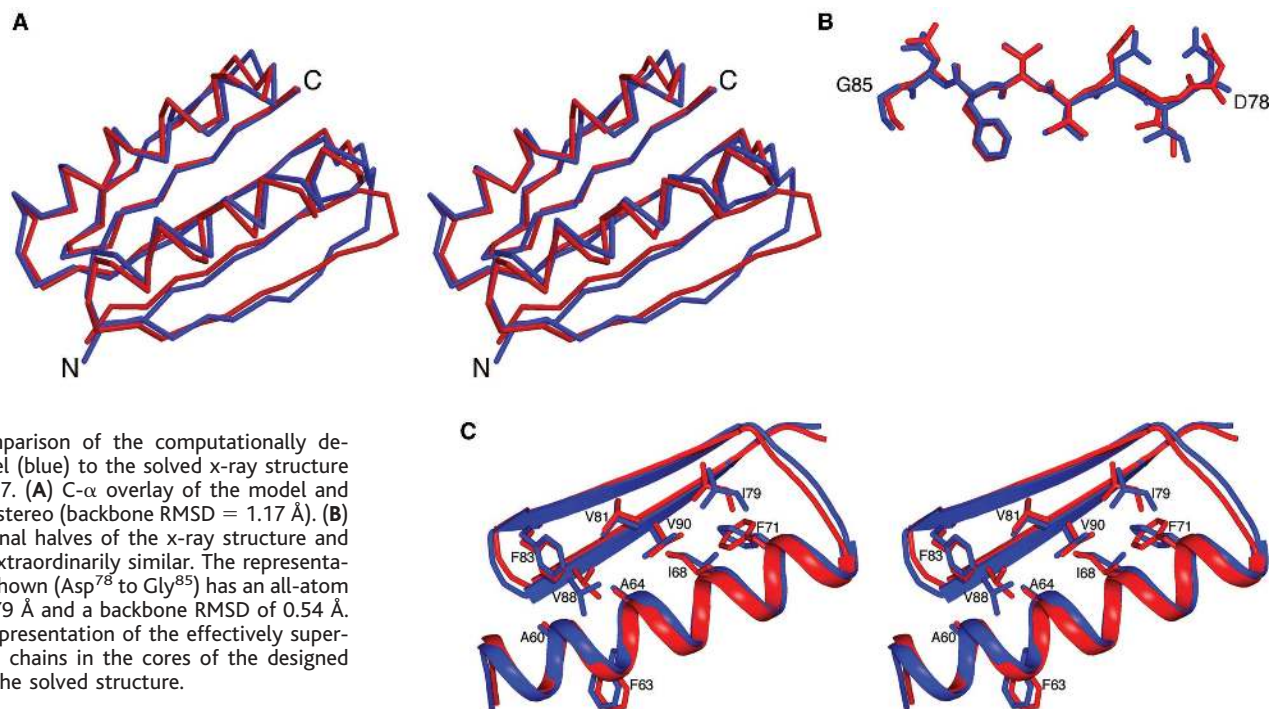 A
B
C
C
G85
D78
N
N
C
I79
I79
V81
V81
V90
V90
F71
F71
F83
F83
I68
I68
V88
V88
A64
A64
A60
A60
F63
F63
mparison of the computationally de-
el (blue) to the solved x-ray structure
7. (A) C-α overlay of the model and
stereo (backbone RMSD = 1.17 Å). (B)
nal halves of the x-ray structure and
xtraordinarily similar. The representa-
hown (Asp78 to Gly85) has an all-atom
79 Å and a backbone RMSD of 0.54 Å.
presentation of the effectively super-
chains in the cores of the designed
he solved structure.